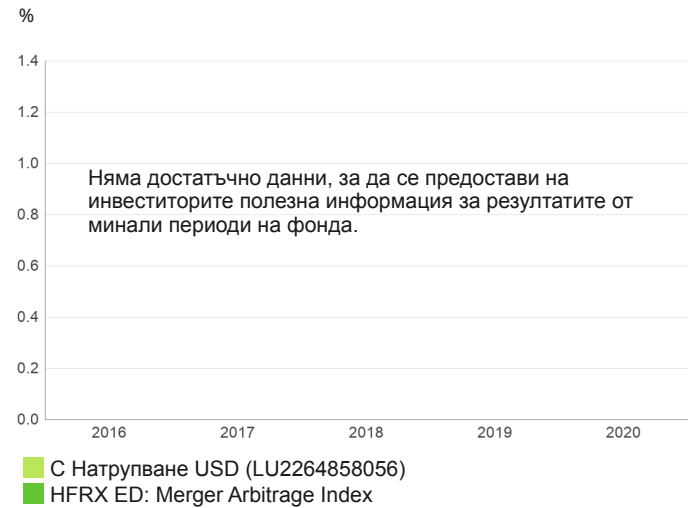 %
1.4
1.2
1.0
Няма достатъчно данни, за да се предостави на
инвеститорите полезна информация за резултатите от
0.8
минали периоди на фонда.
0.6
0.4
0.2
0.0
2016 2017 2018 2019 2020
C Натрупване USD (LU2264858056)
HFRX ED: Merger Arbitrage Index